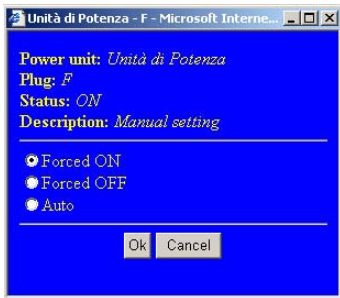 Unità di Potenza - F - Microsoft Interne...
Power unit: Unità di Potenza
Plug: F
Status: ON
Description: Manual setting
Forced ON
Forced OFF
Auto
Ok Cancel